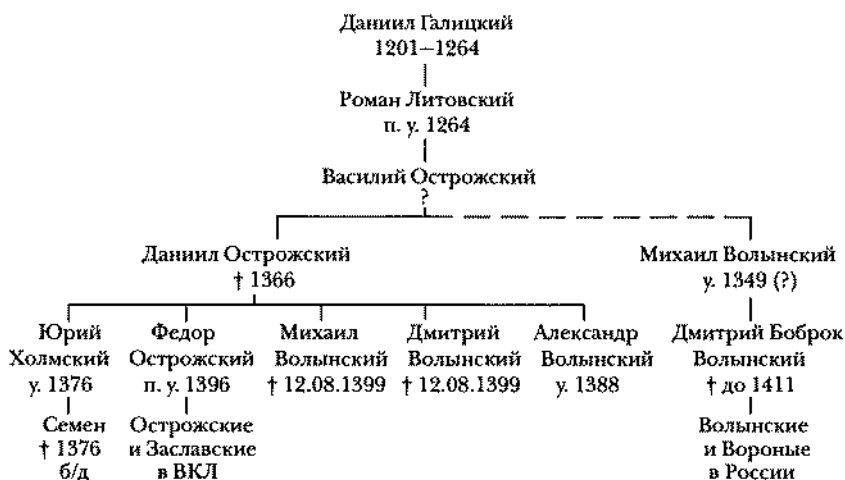 Даниил Галицкий
1201–1264
Роман Литовский
п. у. 1264
Василий Острожский
?
Даниил Острожский
† 1366
Михаил Волынский
у. 1349 (?)
Юрий
Холмский
у. 1376
Семен
† 1376
б/д
Федор
Острожский
п. у. 1396
Острожские
и Заславские
в ВКЛ
Михаил
Волынский
† 12.08.1399
Дмитрий
Волынский
† 12.08.1399
Александр
Волынский
у. 1388
Дмитрий Боброк
Волынский
† до 1411
Волынские
и Вороные
в России